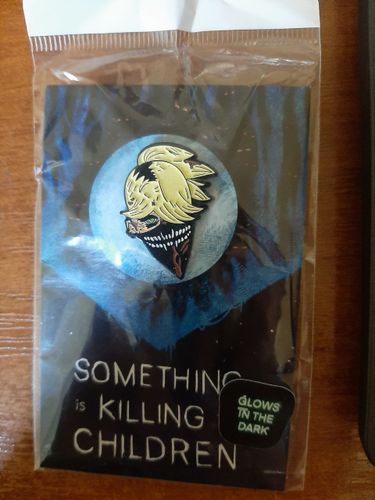 SOMETHING
is KILLING
CHILDREN
GLOWS
IN THE
DARK